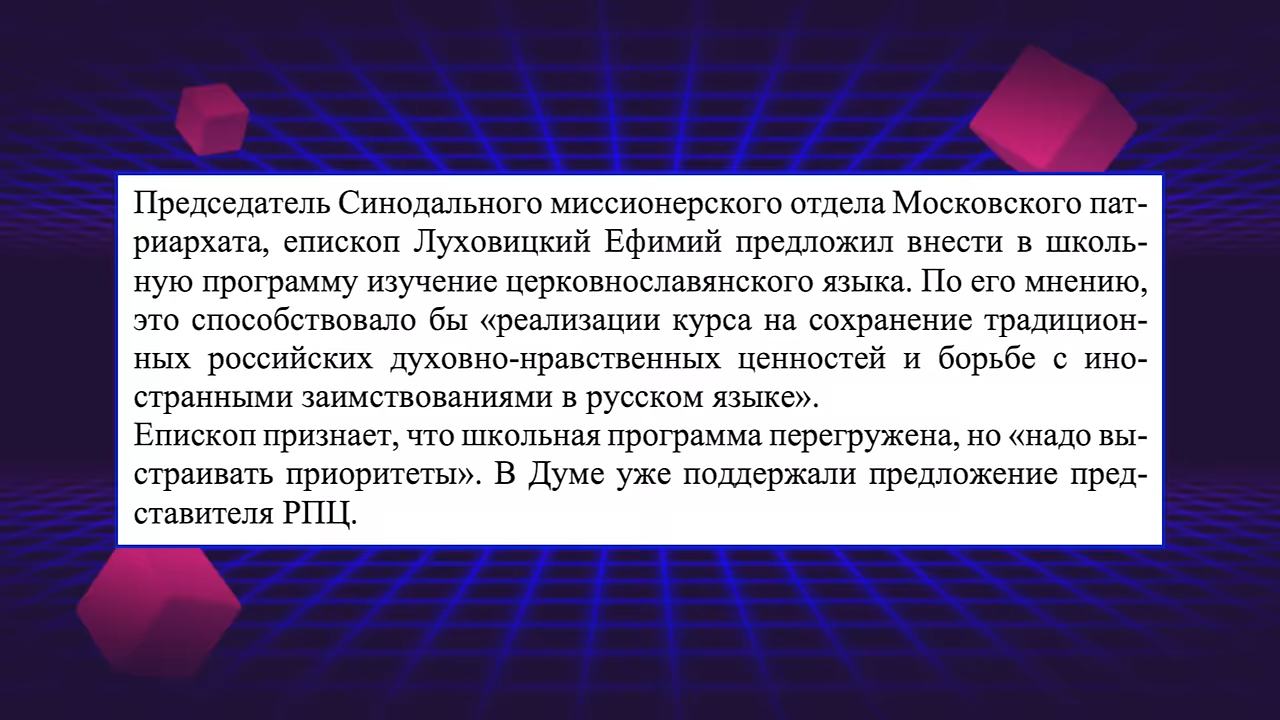 Председатель Синодального миссионерского отдела Московского пат-
риархата, епископ Луховицкий Ефимий предложил внести в школь-
ную программу изучение церковнославянского языка. По его мнению,
это способствовало бы «реализации курса на сохранение традицион-
ных российских духовно-нравственных ценностей и борьбе с ино-
странными заимствованиями в русском языке».
Епископ признает, что школьная программа перегружена, но «надо вы-
страивать приоритеты». В Думе уже поддержали предложение пред-
ставителя РПЦ.